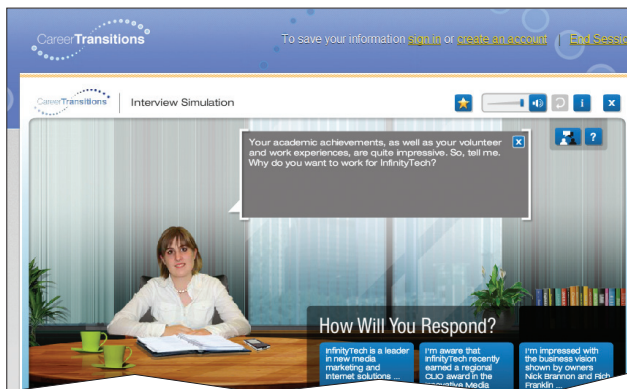 CareerTransitions
To save your information sign in or create an account | End Sessio
CareerTransitions | Interview Simulation
Your academic achievements, as well as your volunteer
and work experiences, are quite impressive. So, tell me.
Why do you want to work for InfinityTech?
How Will You Respond?
InfinityTech is a leader
in new media
marketing and
Internet solutions ...
I'm aware that
InfinityTech recently
earned a regional
CLIO award in the
Innovative Media
I'm impressed with
the business vision
shown by owners
Nick Brannon and Rich
Franklin ...